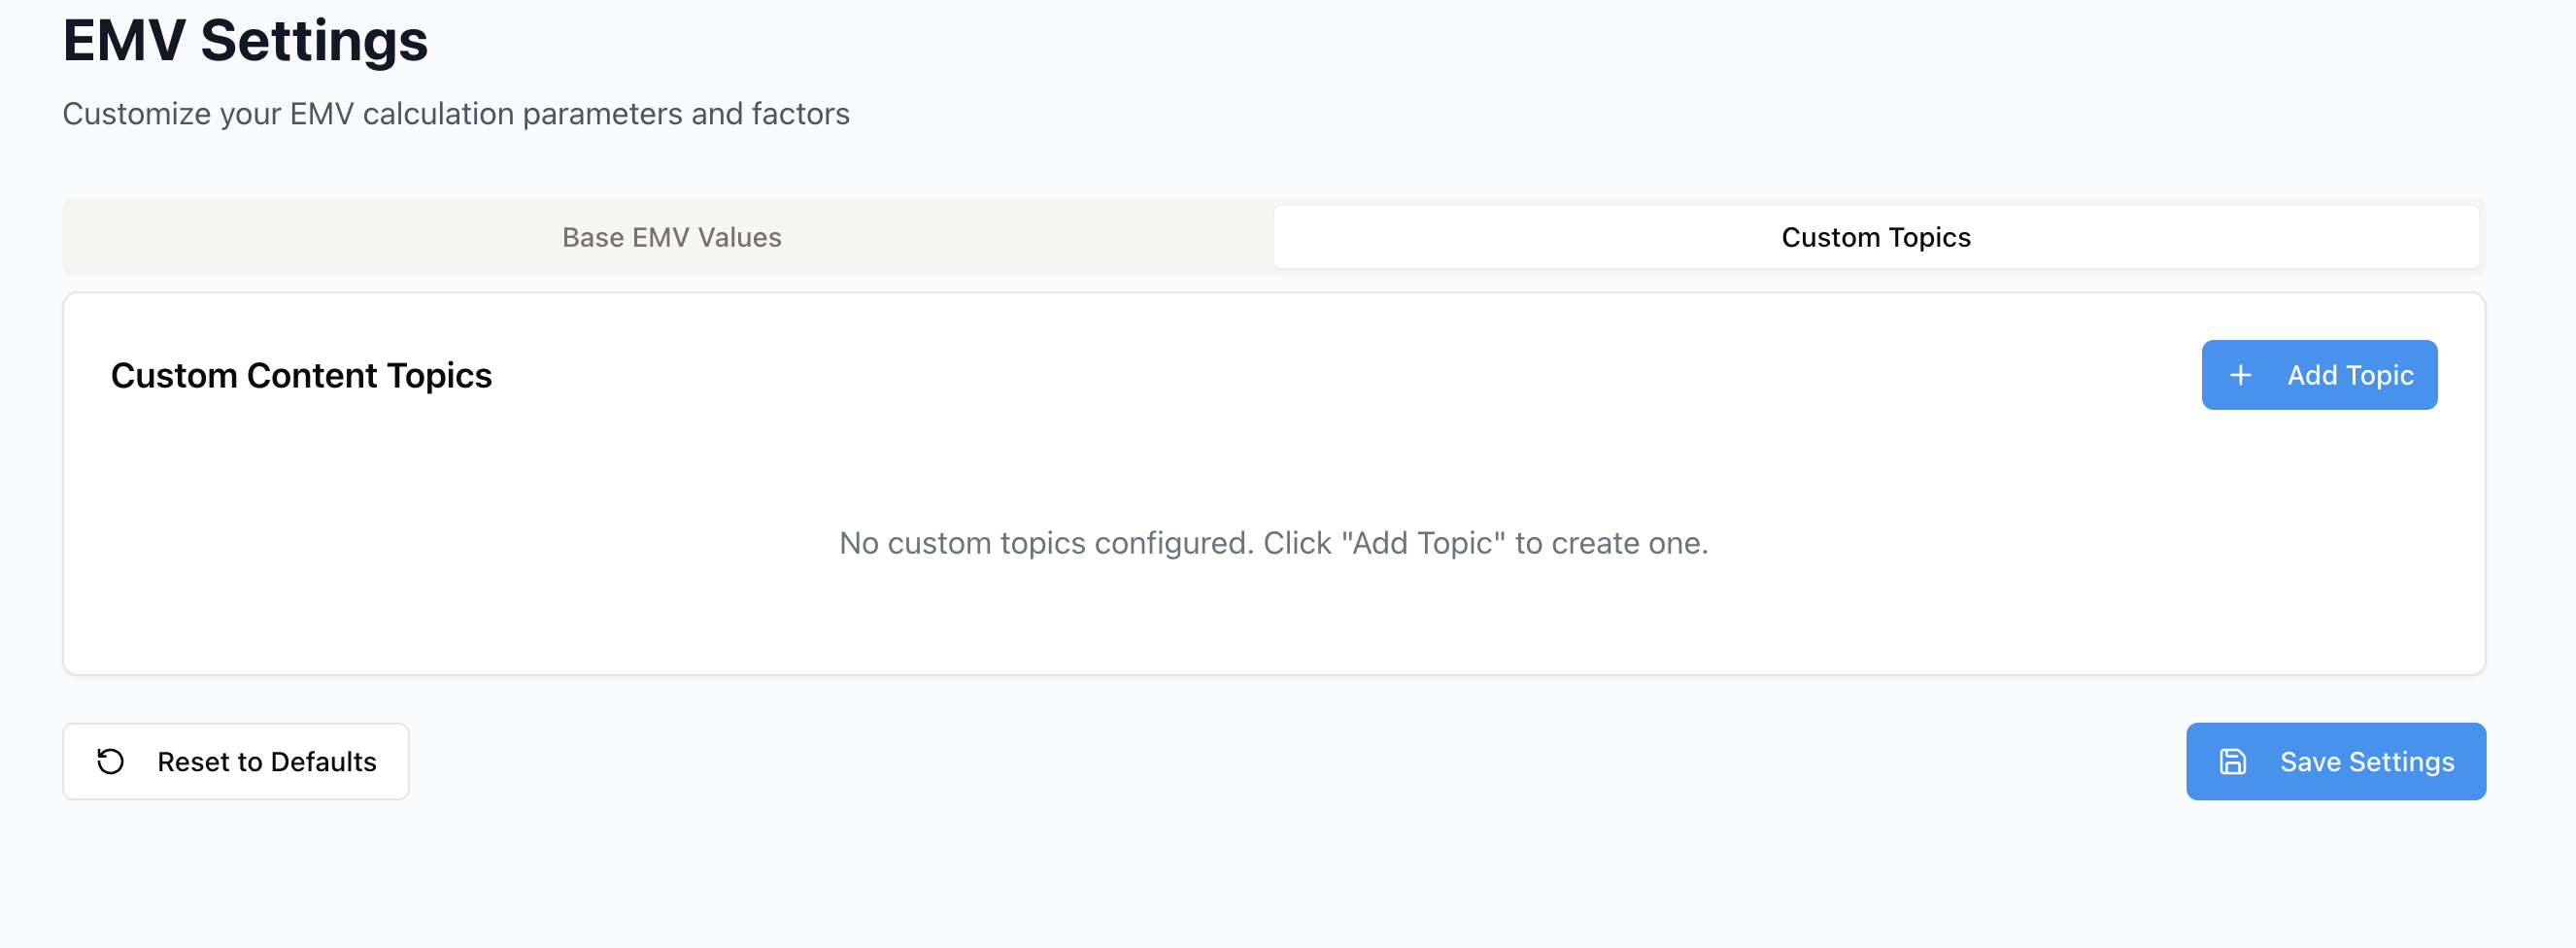 EMV Settings
Customize your EMV calculation parameters and factors
Base EMV Values
Custom Topics
Custom Content Topics
Add Topic
No custom topics configured. Click "Add Topic" to create one.
Reset to Defaults
Save Settings